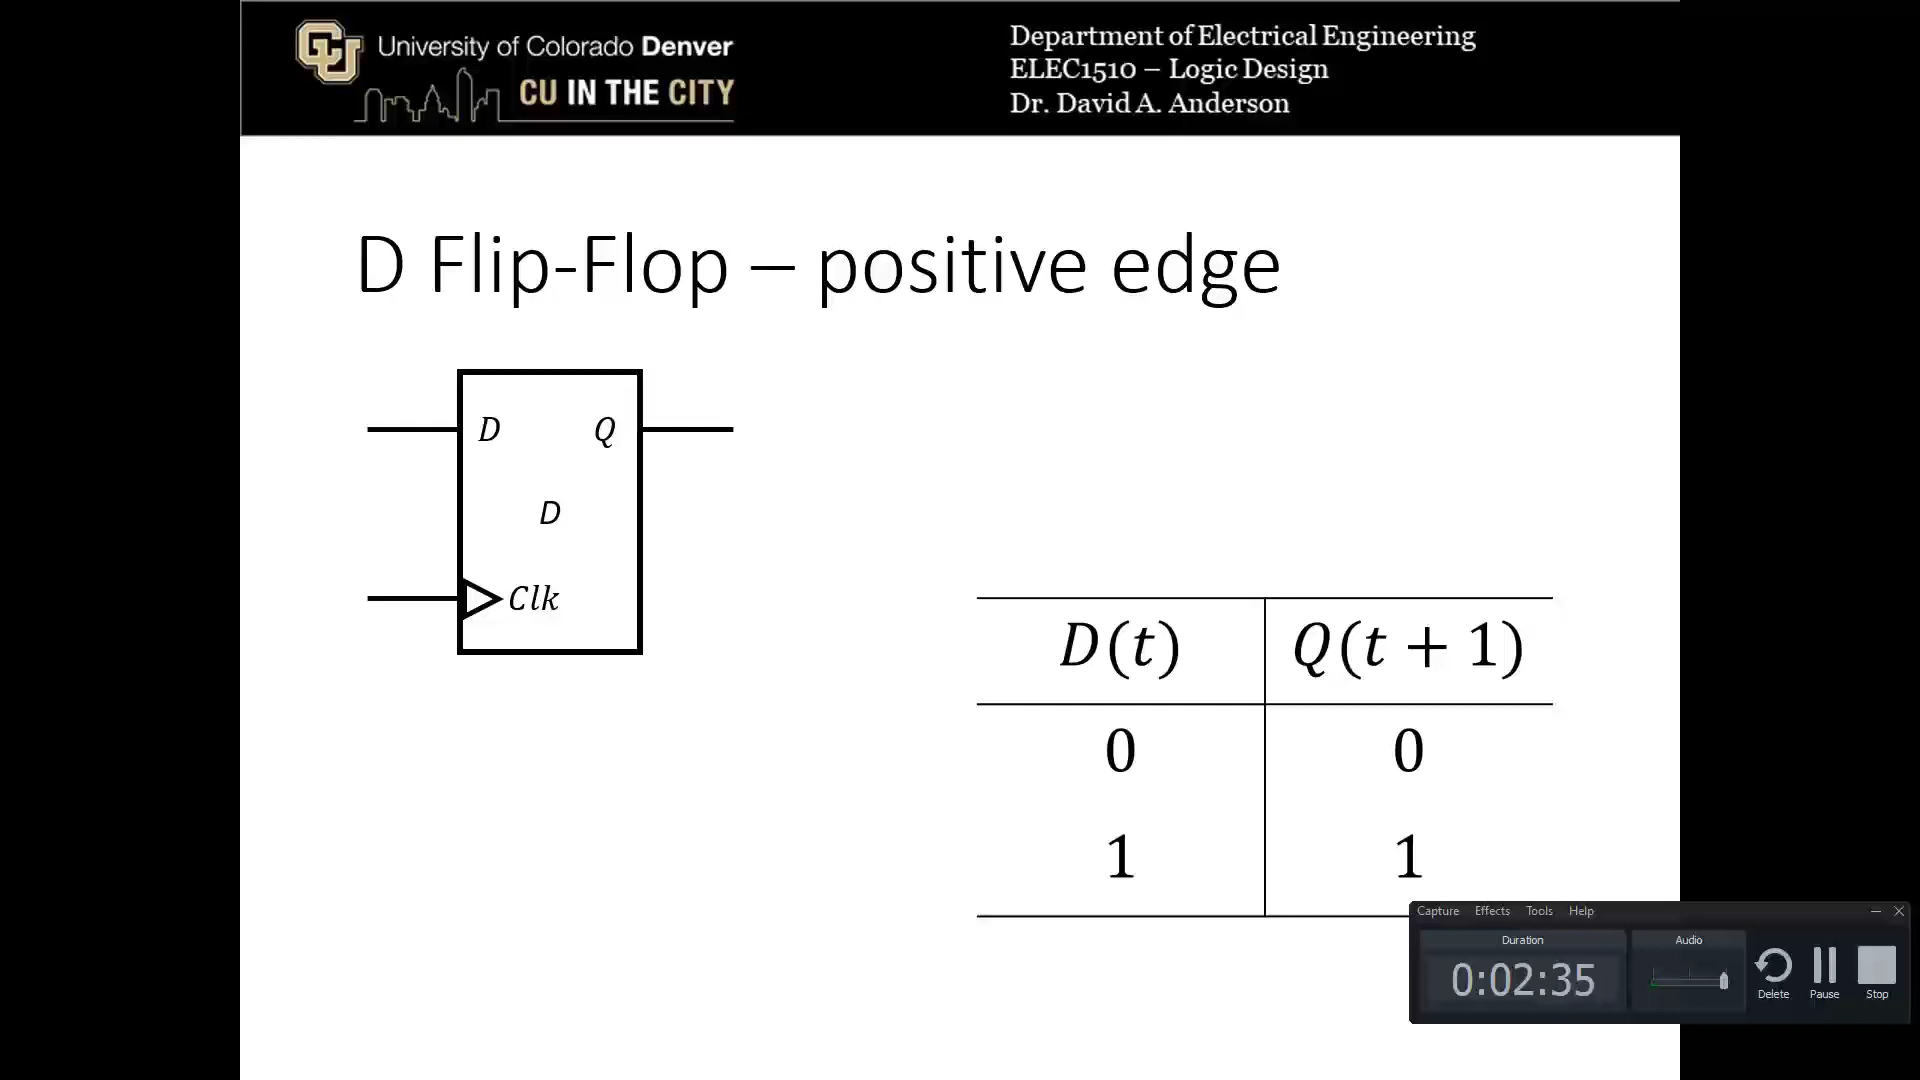 University of Colorado Denver
CU IN THE CITY
Department of Electrical Engineering
ELEC1510 – Logic Design
Dr. David A. Anderson
D Flip-Flop – positive edge
D Q
D
Clk
D(t) Q(t + 1)
0 0
1 1
Capture Effects Tools Help
Duration Audio
0:02:35
Delete Pause Stop